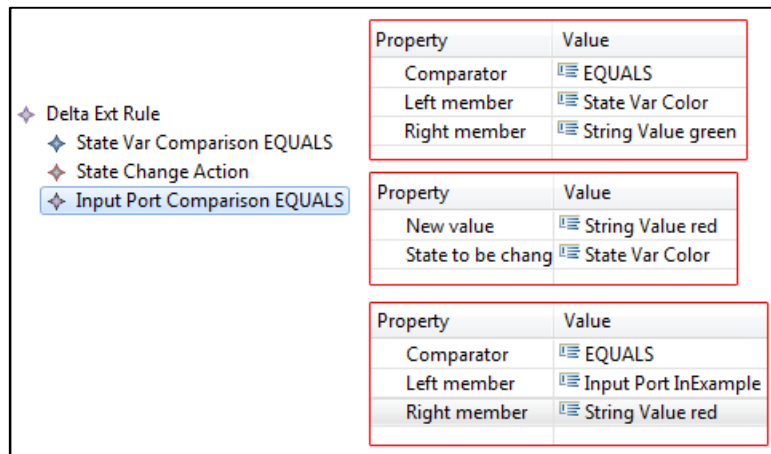 Delta Ext Rule
State Var Comparison EQUALS
State Change Action
Input Port Comparison EQUALS
Property Value
Comparator EQUALS
Left member State Var Color
Right member String Value green
Property Value
New value String Value red
State to be chang State Var Color
Property Value
Comparator EQUALS
Left member Input Port InExample
Right member String Value red